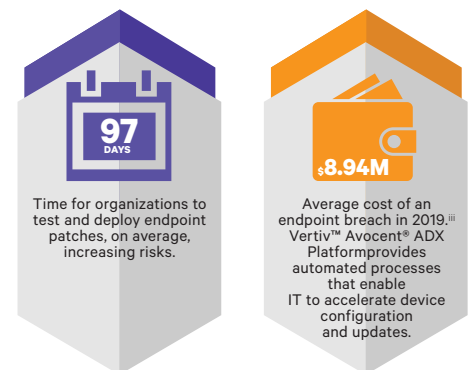 97
DAYS
Time for organizations to
test and deploy endpoint
patches, on average,
increasing risks.
$8.94M
Average cost of an
endpoint breach in 2019.iii
Vertiv™ Avocent® ADX
Platformprovides
automated processes
that enable
IT to accelerate device
configuration
and updates.